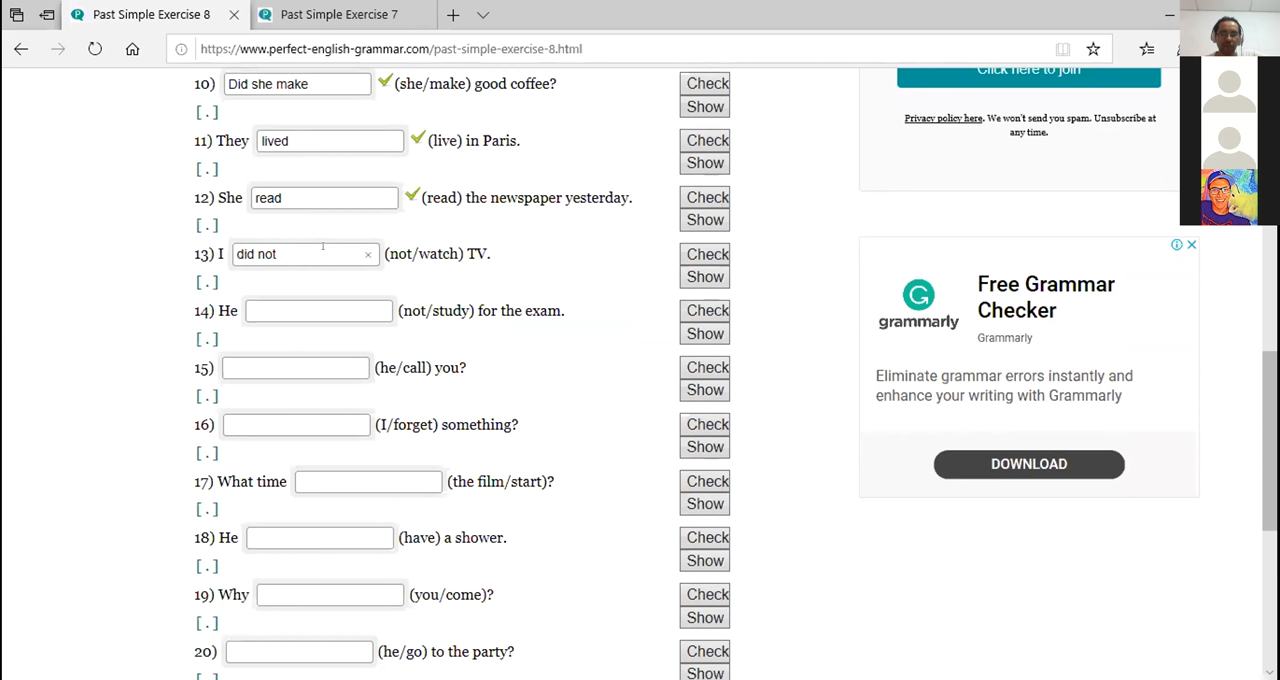 Past Simple Exercise 8
Past Simple Exercise 7
https://www.perfect-english-grammar.com/past-simple-exercise-8.html
10) Did she make (she/make) good coffee? Check
[ . ] Show
11) They lived (live) in Paris. Check
[ . ] Show
12) She read (read) the newspaper yesterday. Check
[ . ] Show
13) I did not (not/watch) TV. Check
[ . ] Show
14) He (not/study) for the exam. Check
[ . ] Show
15) (he/call) you? Check
[ . ] Show
16) (I/forget) something? Check
[ . ] Show
17) What time (the film/start)? Check
[ . ] Show
18) He (have) a shower. Check
[ . ] Show
19) Why (you/come)? Check
[ . ] Show
20) (he/go) to the party? Check
Show
Click here to join
Privacy policy here. We won't send you spam. Unsubscribe at
any time.
grammarly
Free Grammar
Checker
Grammarly
Eliminate grammar errors instantly and
enhance your writing with Grammarly
DOWNLOAD